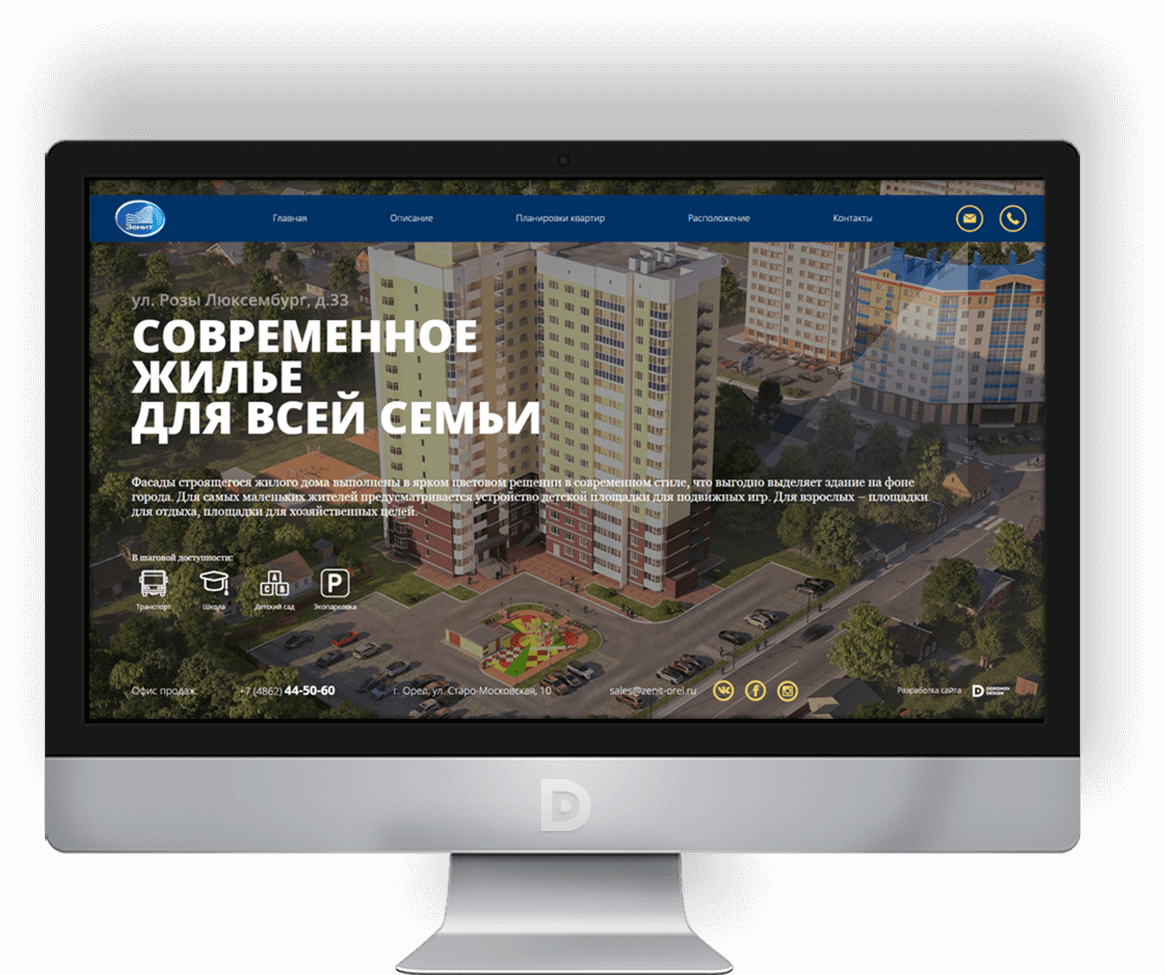 Зенит
Главная
Описание
Планировки квартир
Расположение
Контакты
ул. Розы Люксембург, д.33
СОВРЕМЕННОЕ
ЖИЛЬЕ
ДЛЯ ВСЕЙ СЕМЬИ
Фасады строящегося жилого дома выполнены в ярком цветовом решении в современном стиле, что выгодно выделяет здание на фоне
города. Для самых маленьких жителей предусматривается устройство детской площадки для подвижных игр. Для взрослых – площадки
для отдыха, площадки для хозяйственных целей.
В шаговой доступности:
A
C B
P
Транспорт
Школа
Детский сад
Экопарковка
Офис продаж:
+7 (4862) 44-50-60
г. Орел, ул. Старо-Московская, 10
sales@zenit-orel.ru
Разработка сайта
DORONOV
DESIGN
D